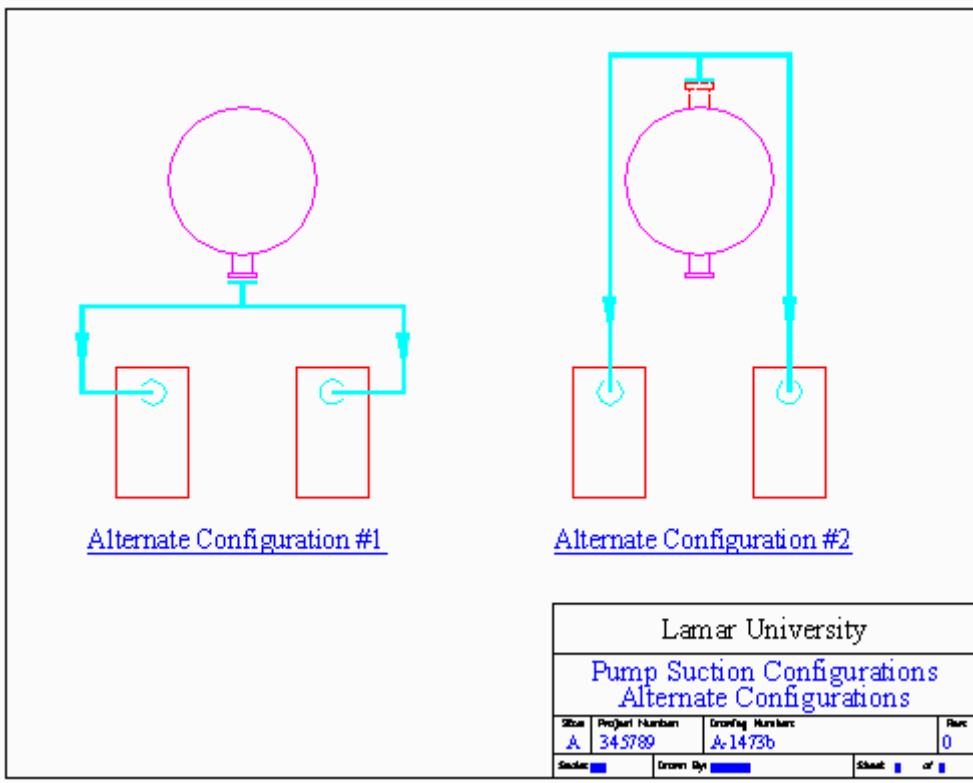 Alternate Configuration #1
Alternate Configuration #2
Lamar University
Pump Suction Configurations
Alternate Configurations
Size
Project Number
Drawing Number:
Rev:
A
345789
A-1473b
0
Scale:
Drawn By:
Sheet of